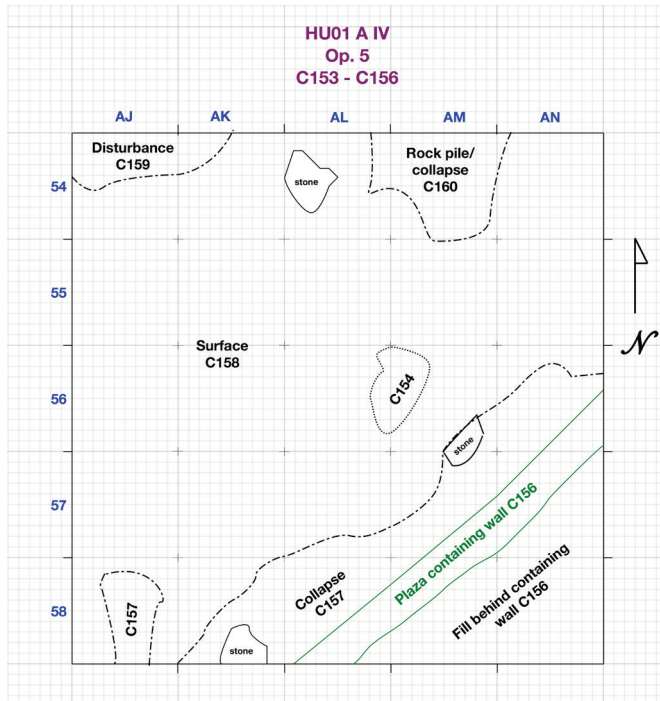 HU01 A IV
Op. 5
C153 - C156
AJ AK AL AM AN
Disturbance
C159
stone
Rock pile/
collapse
C160
54
55
N
Surface
C158
56
C154
stone
57
Plaza containing wall C156
58
C157
Collapse
C157
Fill behind containing
wall C156
stone